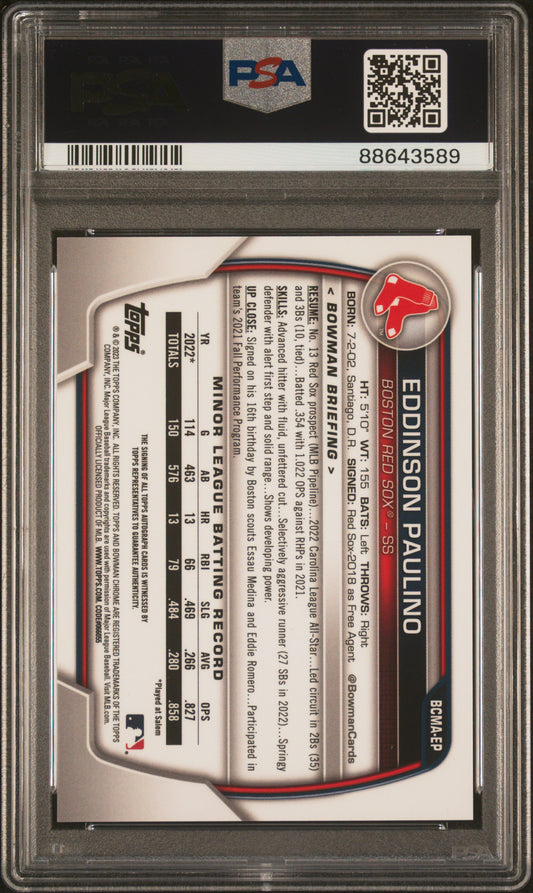 PSA
88643589
BCMA-EP
EDDINSON PAULINO
BOSTON RED SOX® – SS
HT: 5'10" WT: 155 BATS: Left THROWS: Right
BORN: 7-2-02, Santiago, D.R. SIGNED: Red Sox-2018 as Free Agent @BowmanCards
< BOWMAN BRIEFING >
RESUME: No. 13 Red Sox prospect (MLB Pipeline)...2022 Carolina League All-Star...Led circuit in 2Bs (35)
and 3Bs (10, tied)...Batted .354 with 1.022 OPS against RHPs in 2021.
SKILLS: Advanced hitter with fluid, unfettered cut...Selectively aggressive runner (27 SBs in 2022)...Springy
defender with alert first step and solid range...Shows developing power.
UP CLOSE: Signed on his 16th birthday by Boston scouts Essau Medina and Eddie Romero...Participated in
team's 2021 Fall Performance Program.
MINOR LEAGUE BATTING RECORD
YR G AB HR RBI SLG AVG OPS
2022* 114 463 13 66 .469 .266 .827
TOTALS 150 576 13 79 .484 .280 .858
*Played at Salem
THE SIGNING OF ALL TOPPS AUTOGRAPH CARDS IS WITNESSED BY
TOPPS REPRESENTATIVES TO GUARANTEE AUTHENTICITY.
topps
® & © 2023 THE TOPPS COMPANY, INC. ALL RIGHTS RESERVED. TOPPS AND BOWMAN CHROME ARE REGISTERED TRADEMARKS OF THE TOPPS
COMPANY, INC. Major League Baseball trademarks and copyrights are used with permission of Major League Baseball. Visit MLB.com.
OFFICIALLY LICENSED PRODUCT OF MLB. WWW.TOPPS.COM.
PSA